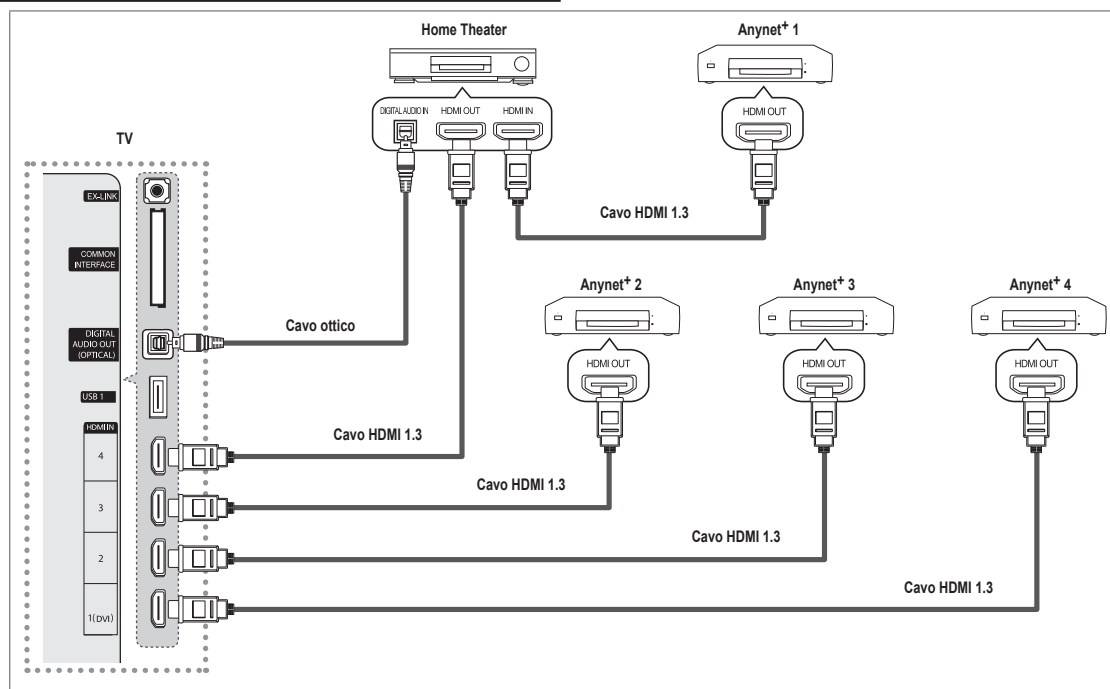 Home Theater
Anynet+ 1
DIGITAL AUDIO IN
HDMI OUT
HDMI IN
HDMI OUT
TV
EX-LINK
Cavo HDMI 1.3
COMMON
INTERFACE
Anynet+ 2
Anynet+ 3
Anynet+ 4
DIGITAL
AUDIO OUT
(OPTICAL)
Cavo ottico
HDMI OUT
HDMI OUT
HDMI OUT
USB 1
HDMI IN
4
Cavo HDMI 1.3
3
Cavo HDMI 1.3
2
Cavo HDMI 1.3
1(DVI)
Cavo HDMI 1.3